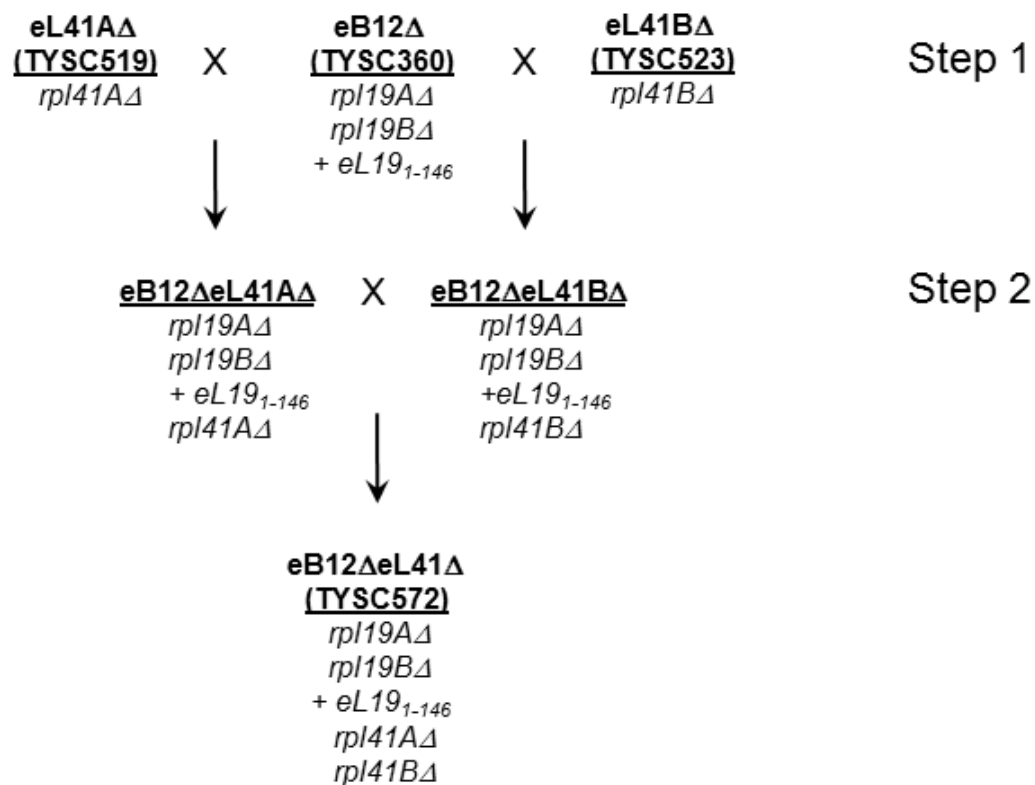 eL41AΔ X eB12Δ X eL41BΔ Step 1
(TYSC519) (TYSC360) (TYSC523)
rpl41AΔ rpl19AΔ rpl41BΔ
rpl19BΔ
+ eL19₁₋₁₄₆
eB12ΔeL41AΔ X eB12ΔeL41BΔ Step 2
rpl19AΔ rpl19AΔ
rpl19BΔ rpl19BΔ
+ eL19₁₋₁₄₆ +eL19₁₋₁₄₆
rpl41AΔ rpl41BΔ
eB12ΔeL41Δ
(TYSC572)
rpl19AΔ
rpl19BΔ
+ eL19₁₋₁₄₆
rpl41AΔ
rpl41BΔ